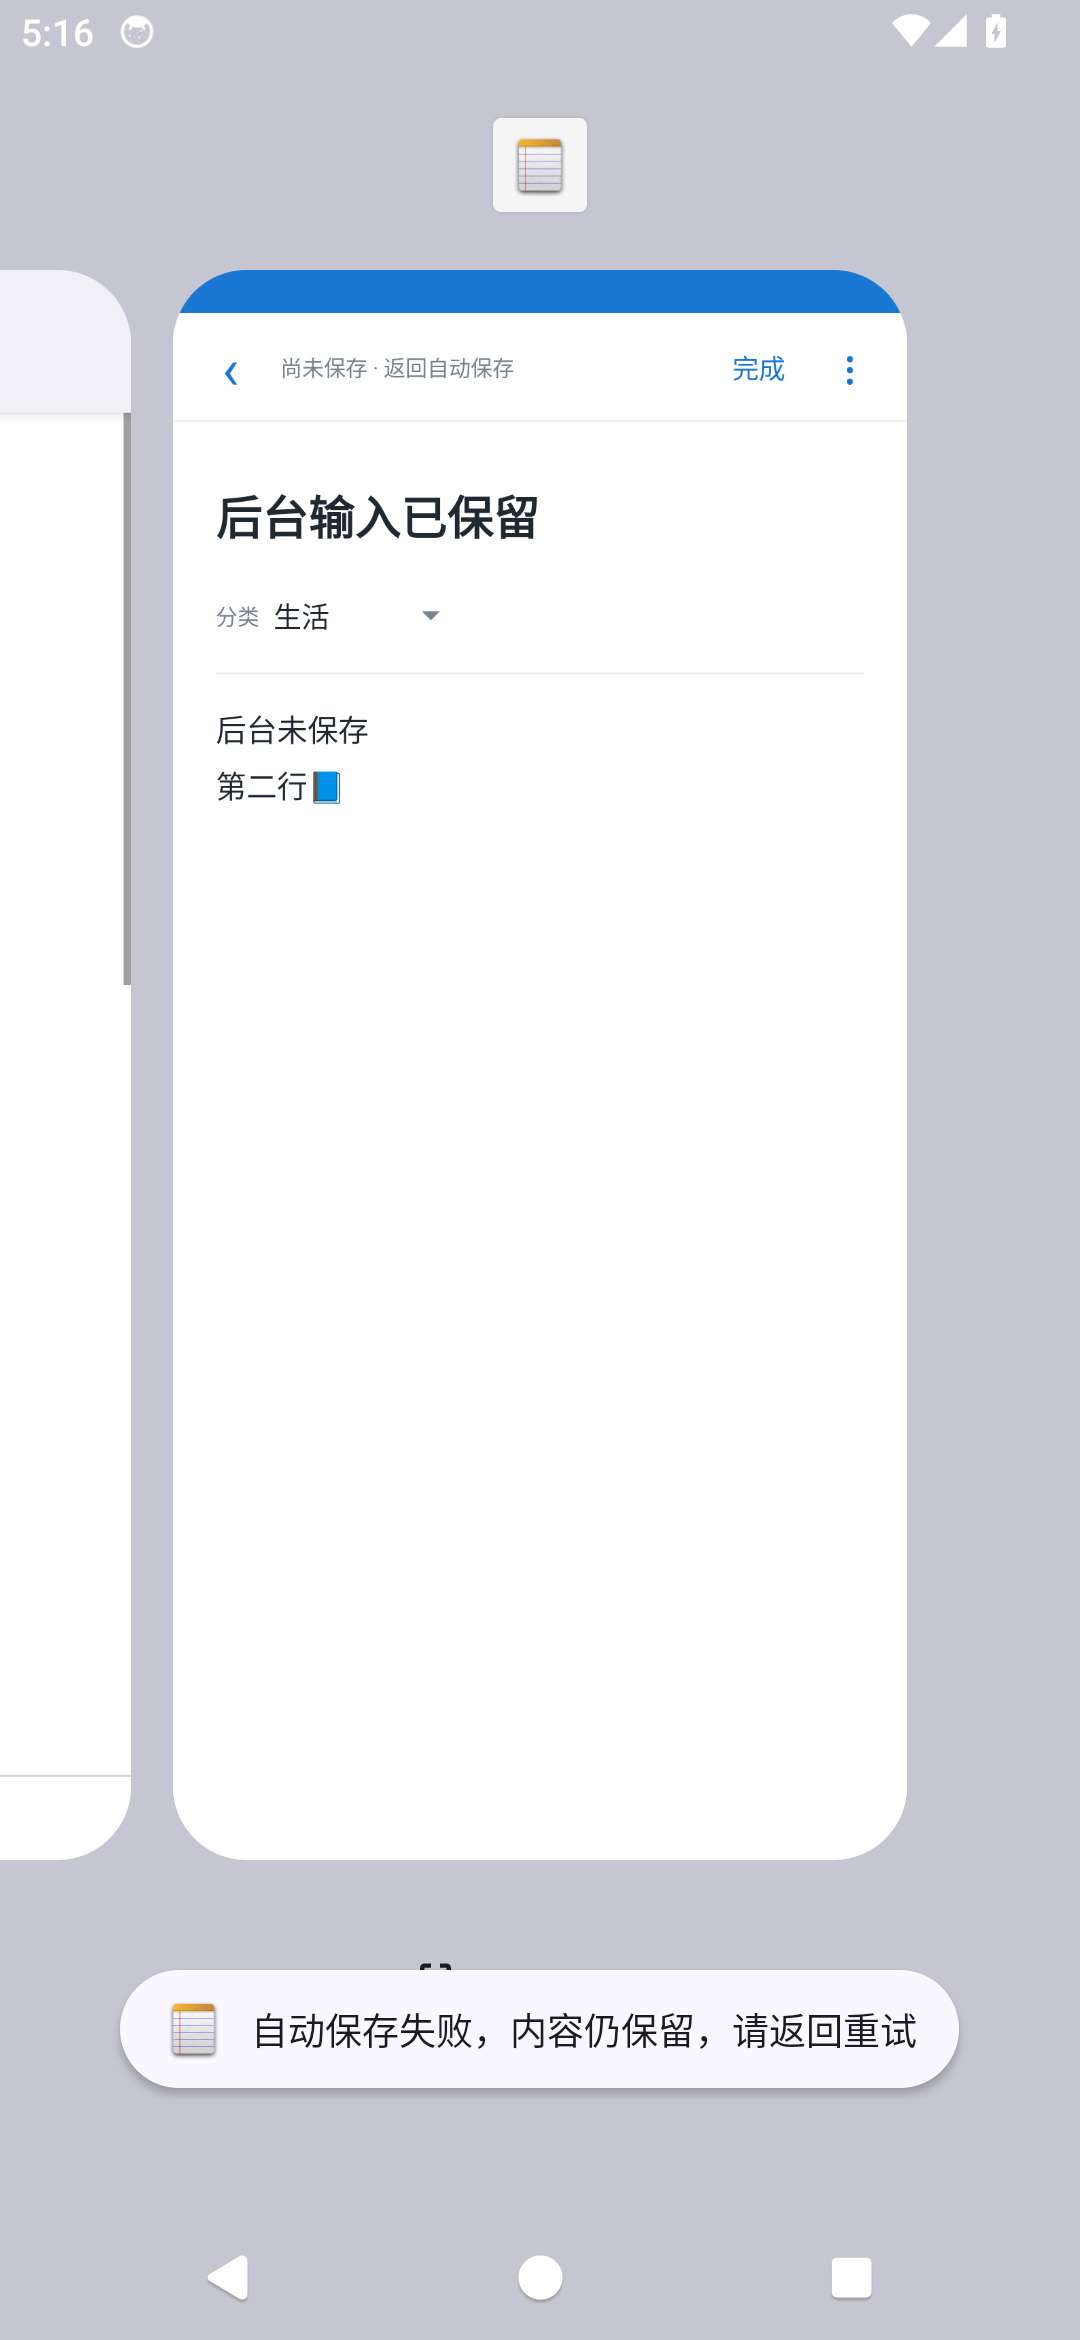 5:16
尚未保存 · 返回自动保存
完成
后台输入已保留
分类 生活
后台未保存
第二行📘
自动保存失败，内容仍保留，请返回重试